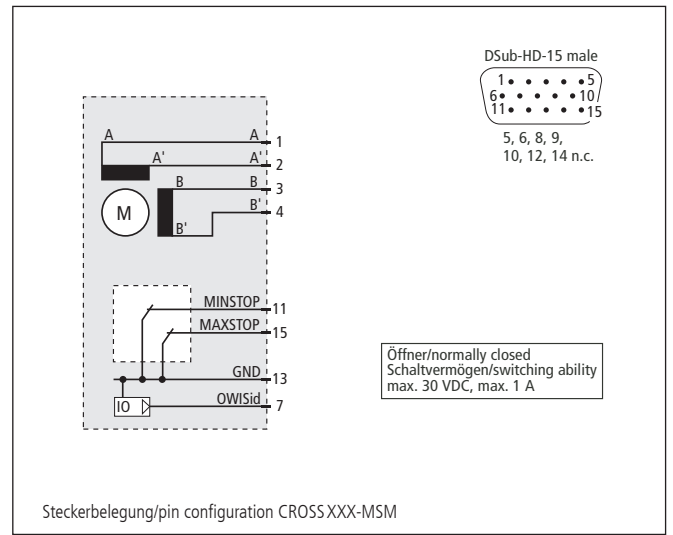 DSub-HD-15 male
1 5
6 10
11 15
5, 6, 8, 9,
10, 12, 14 n.c.
A A 1
A' A' 2
B B 3
M B' 4
B'
MINSTOP 11
MAXSTOP 15
GND 13
IO OWISid 7
Öffner/normally closed
Schaltvermögen/switching ability
max. 30 VDC, max. 1 A
Steckerbelegung/pin configuration CROSS XXX-MSM